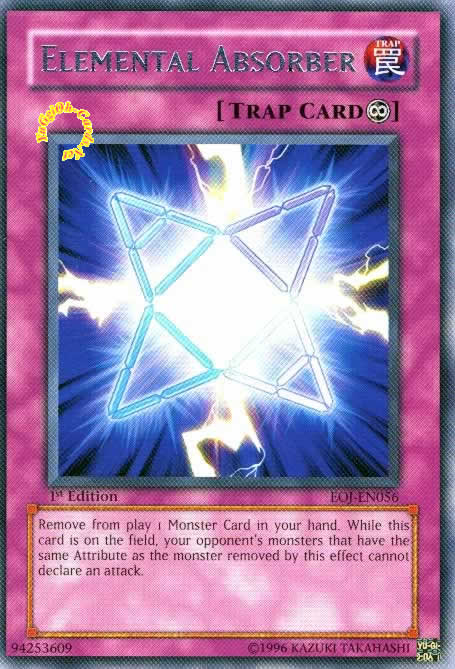 ELEMENTAL ABSORBER
TRAP
罠
[TRAP CARD∞]
1st Edition
EOJ-EN056
Remove from play 1 Monster Card in your hand. While this
card is on the field, your opponent's monsters that have the
same Attribute as the monster removed by this effect cannot
declare an attack.
94253609
©1996 KAZUKI TAKAHASHI